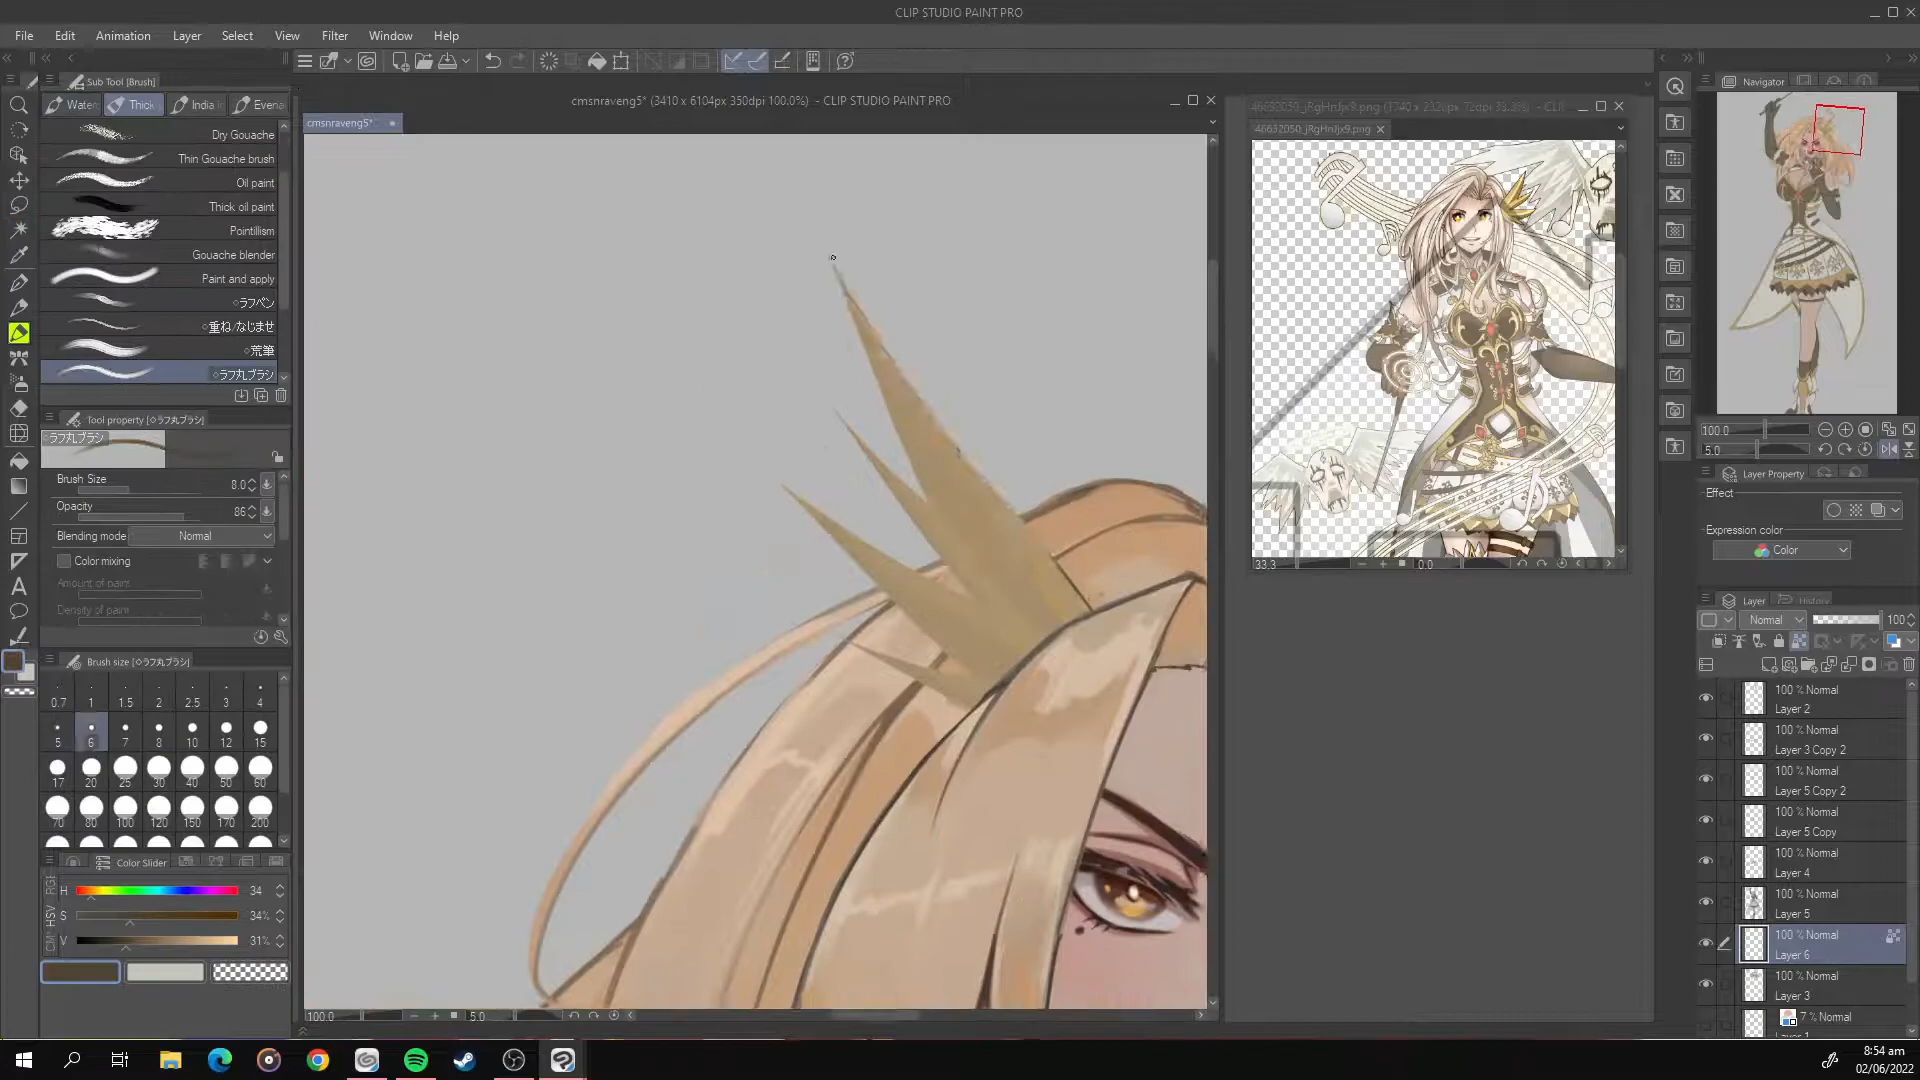 CLIP STUDIO PAINT PRO
File Edit Animation Layer Select View Filter Window Help
Sub Tool [Brush]
Thick India
Dry Gouache
Thin Gouache brush
Oil paint
Thick oil paint
Pointillism
Gouache blender
Paint and apply
◇ラフペン
◇重ね/なじませ
◇荒筆
◇ラフ丸ブラシ
Tool property [◇ラフ丸ブラシ]
◇ラフ丸ブラシ
Brush Size 8.0
Opacity 86
Blending mode Normal
Color mixing
Amount of paint
Density of paint
Brush size [◇ラフ丸ブラシ]
0.7 1 1.5 2 2.5 3 4
5 6 7 8 10 12 15
17 20 25 30 40 50 60
70 80 100 120 150 170 200
Color Slider
H 34
S 34%
V 31%
RGB
HSV
cmsnraveng5* (3410 x 6104px 350dpi 100.0%) - CLIP STUDIO PAINT PRO
cmsnraveng5*
100.0 5.0
46632050_jRgHnJjx9.png
33.3 0.0
Navigator
100.0
5.0
Layer Property
Effect
Expression color
Color
Layer History
Normal 100
100 % Normal
Layer 2
100 % Normal
Layer 3 Copy 2
100 % Normal
Layer 5 Copy 2
100 % Normal
Layer 5 Copy
100 % Normal
Layer 4
100 % Normal
Layer 5
100 % Normal
Layer 6
100 % Normal
Layer 3
7 % Normal
Layer 1
8:54 am
02/06/2022